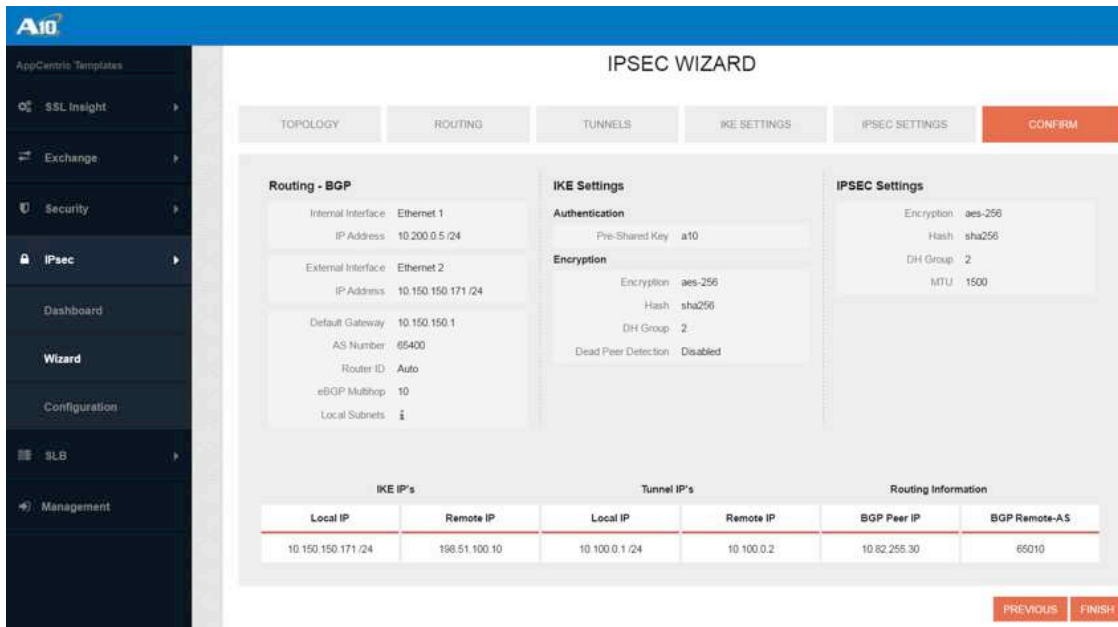 A10
AppCentric Templates
SSL Insight
Exchange
Security
IPsec
Dashboard
Wizard
Configuration
SLB
Management
IPSEC WIZARD
TOPOLOGY
ROUTING
TUNNELS
IKE SETTINGS
IPSEC SETTINGS
CONFIRM
Routing - BGP
Internal Interface Ethernet 1
IP Address 10.200.0.5 /24
External Interface Ethernet 2
IP Address 10.150.150.171 /24
Default Gateway 10.150.150.1
AS Number 65400
Router ID Auto
eBGP Multihop 10
Local Subnets i
IKE Settings
Authentication
Pre-Shared Key a10
Encryption
Encryption aes-256
Hash sha256
DH Group 2
Dead Peer Detection Disabled
IPSEC Settings
Encryption aes-256
Hash sha256
DH Group 2
MTU 1500
IKE IP's Tunnel IP's Routing Information
Local IP Remote IP Local IP Remote IP BGP Peer IP BGP Remote-AS
10.150.150.171 /24 198.51.100.10 10.100.0.1 /24 10.100.0.2 10.82.255.30 65010
PREVIOUS FINISH